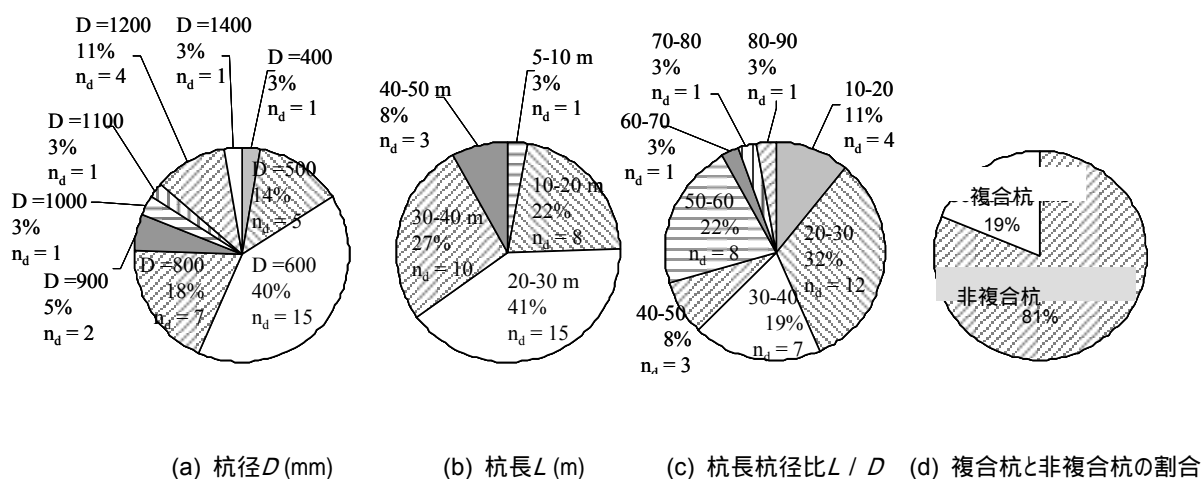 D =1200
11%
n_d = 4
D =1400
3%
n_d = 1
D =400
3%
n_d = 1
D =1100
3%
n_d = 1
D =1000
3%
n_d = 1
D =900
5%
n_d = 2
D =500
14%
n_d = 5
D =800
18%
n_d = 7
D =600
40%
n_d = 15
(a) 杭径D (mm)
5-10 m
3%
n_d = 1
40-50 m
8%
n_d = 3
10-20 m
22%
n_d = 8
30-40 m
27%
n_d = 10
20-30 m
41%
n_d = 15
(b) 杭長L (m)
70-80
3%
n_d = 1
80-90
3%
n_d = 1
10-20
11%
n_d = 4
60-70
3%
n_d = 1
50-60
22%
n_d = 8
20-30
32%
n_d = 12
40-50
8%
n_d = 3
30-40
19%
n_d = 7
(c) 杭長杭径比L / D
複合杭
19%
非複合杭
81%
(d) 複合杭と非複合杭の割合